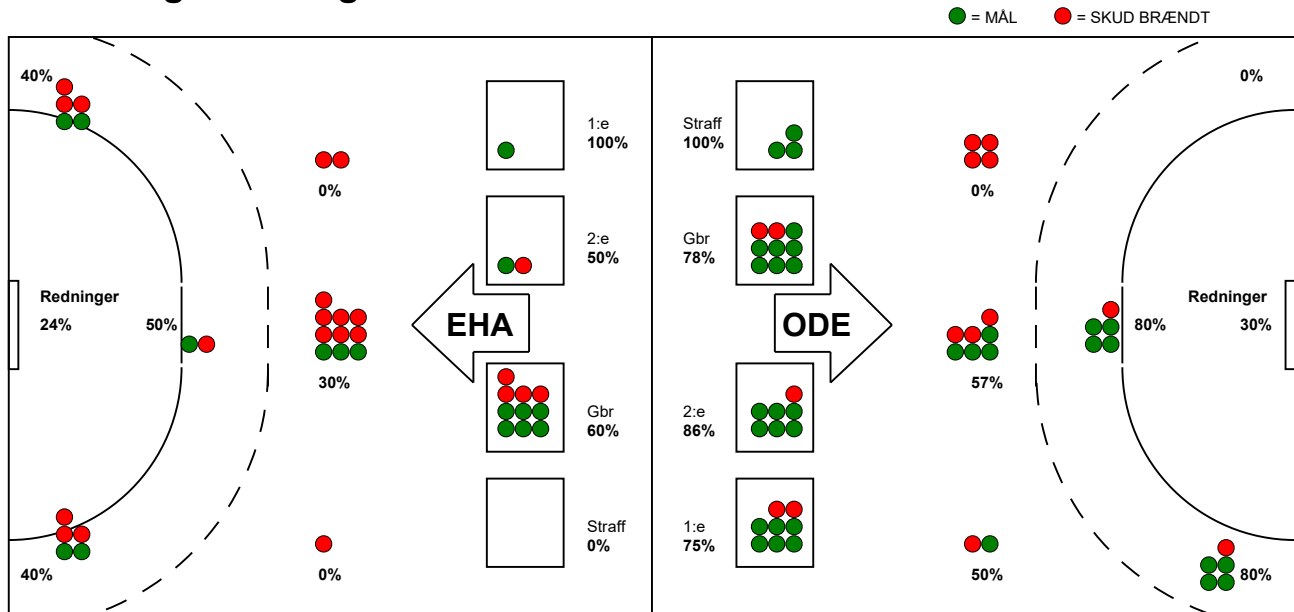 = MÅL
= SKUD BRÆNDT
40%
0%
1:e
100%
Straff
100%
0%
0%
2:e
50%
Gbr
78%
Redninger
24%
50%
EHA
ODE
80%
Redninger
30%
30%
57%
Gbr
60%
2:e
86%
Straff
0%
1:e
75%
40%
0%
50%
80%